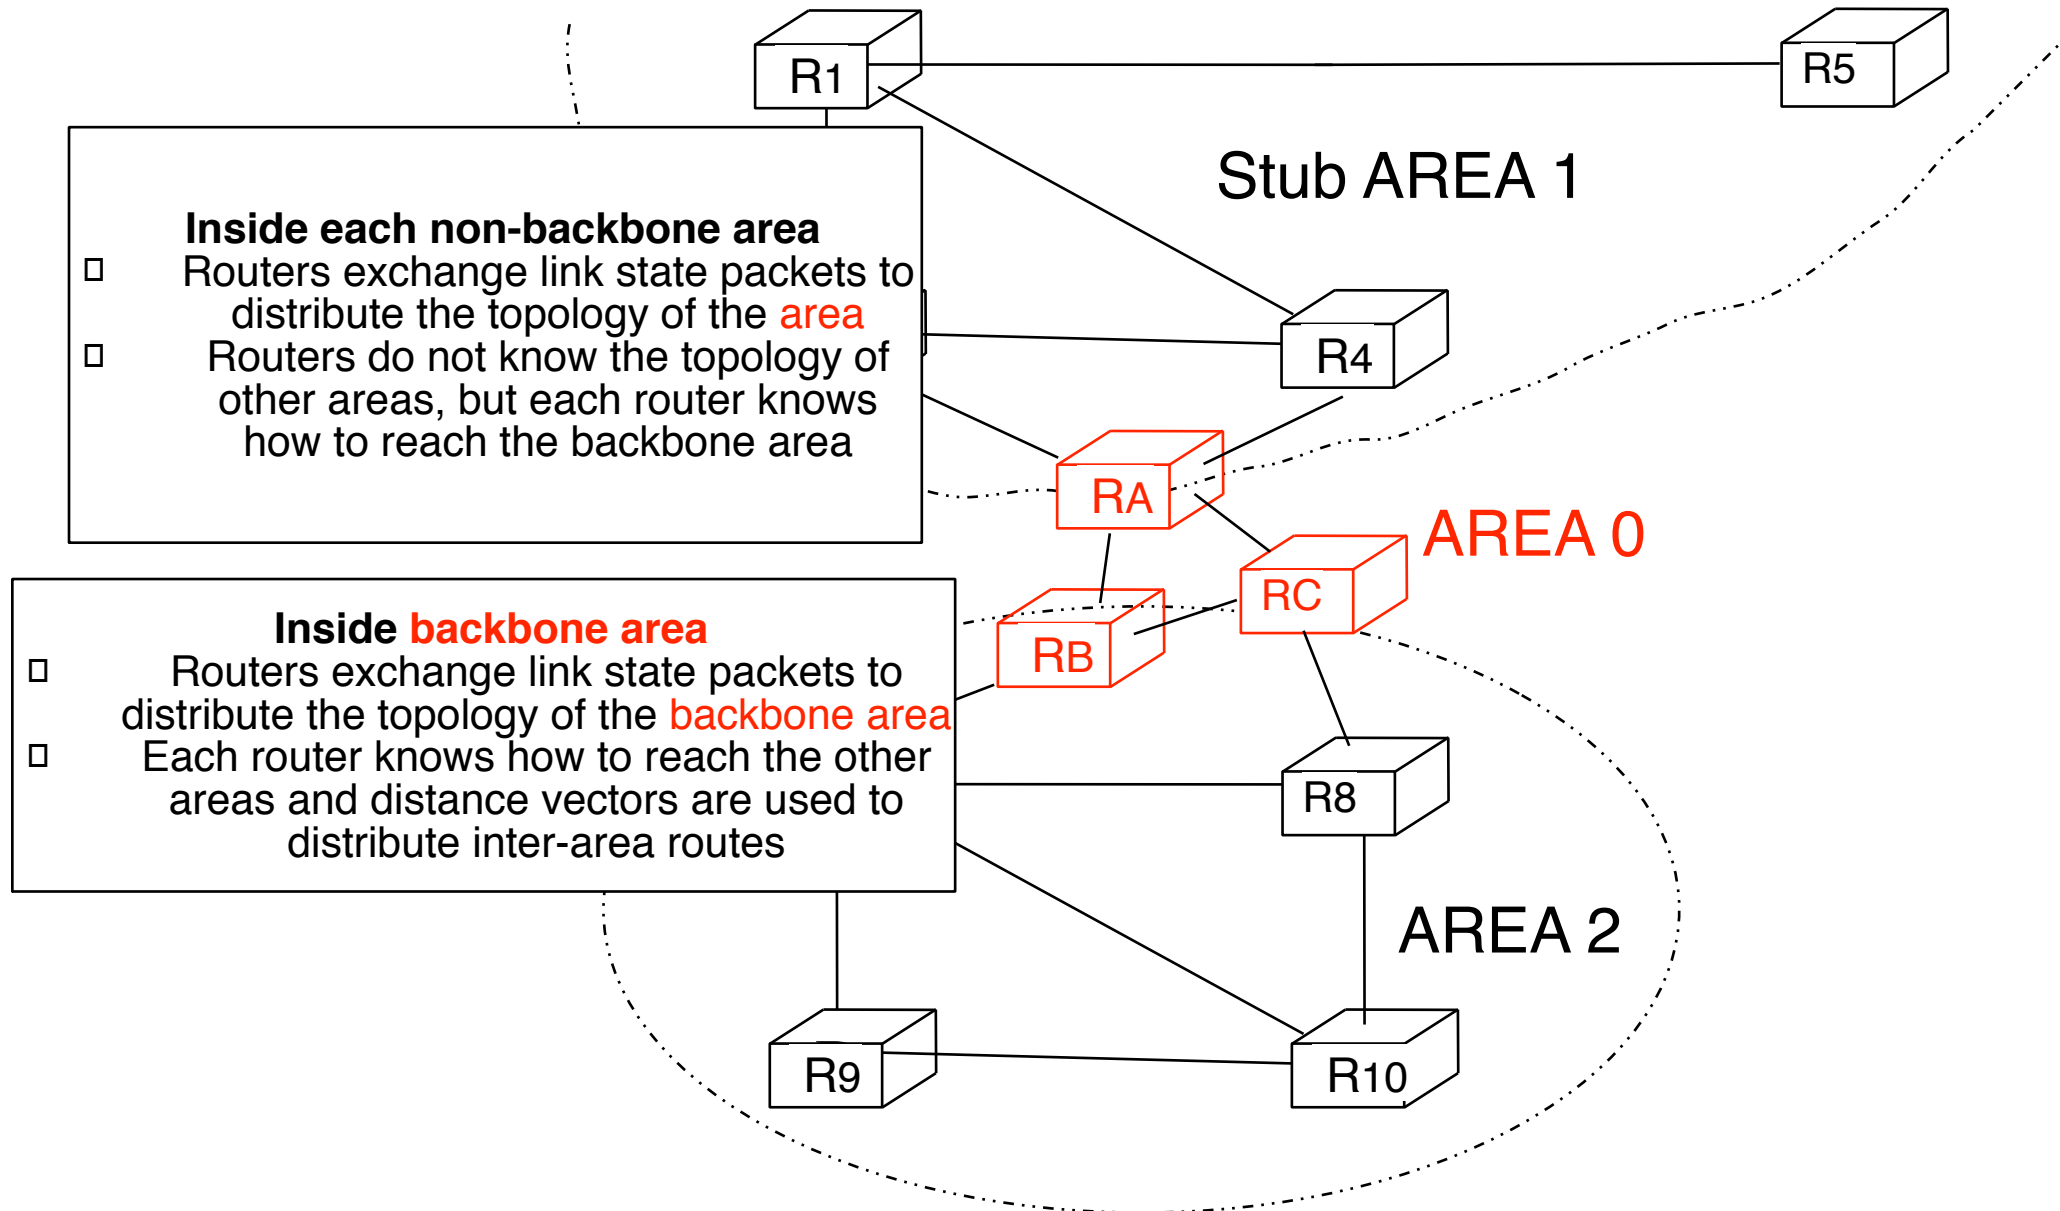 R1
R5
Stub AREA 1
Inside each non-backbone area
Routers exchange link state packets to
distribute the topology of the area
Routers do not know the topology of
other areas, but each router knows
how to reach the backbone area
R4
RA
AREA 0
RC
RB
Inside backbone area
Routers exchange link state packets to
distribute the topology of the backbone area
Each router knows how to reach the other
areas and distance vectors are used to
distribute inter-area routes
R8
AREA 2
R9
R10